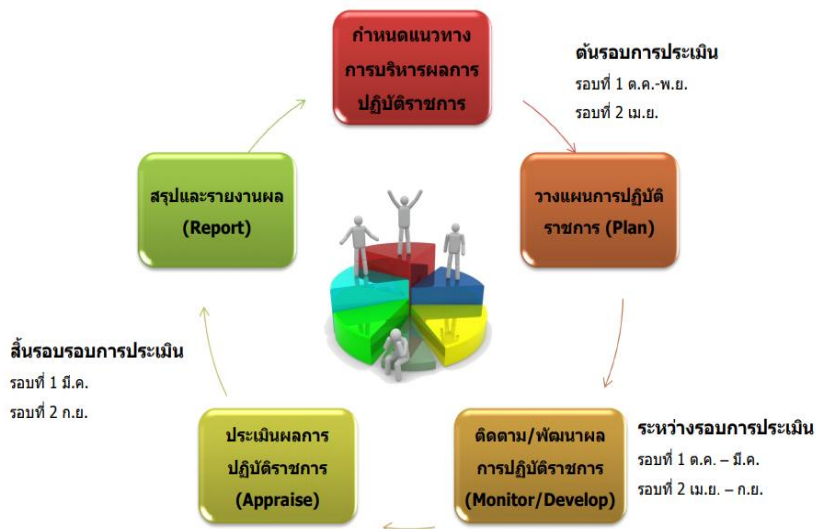 กำหนดแนวทาง
การบริหารผลการ
ปฏิบัติราชการ
ต้นรอบการประเมิน
รอบที่ 1 ต.ค.-พ.ย.
รอบที่ 2 เม.ย.
วางแผนการปฏิบัติ
ราชการ (Plan)
ระหว่างรอบการประเมิน
รอบที่ 1 ต.ค. – มี.ค.
รอบที่ 2 เม.ย. – ก.ย.
ติดตาม/พัฒนาผล
การปฏิบัติราชการ
(Monitor/Develop)
ประเมินผลการ
ปฏิบัติราชการ
(Appraise)
สิ้นรอบรอบการประเมิน
รอบที่ 1 มี.ค.
รอบที่ 2 ก.ย.
สรุปและรายงานผล
(Report)